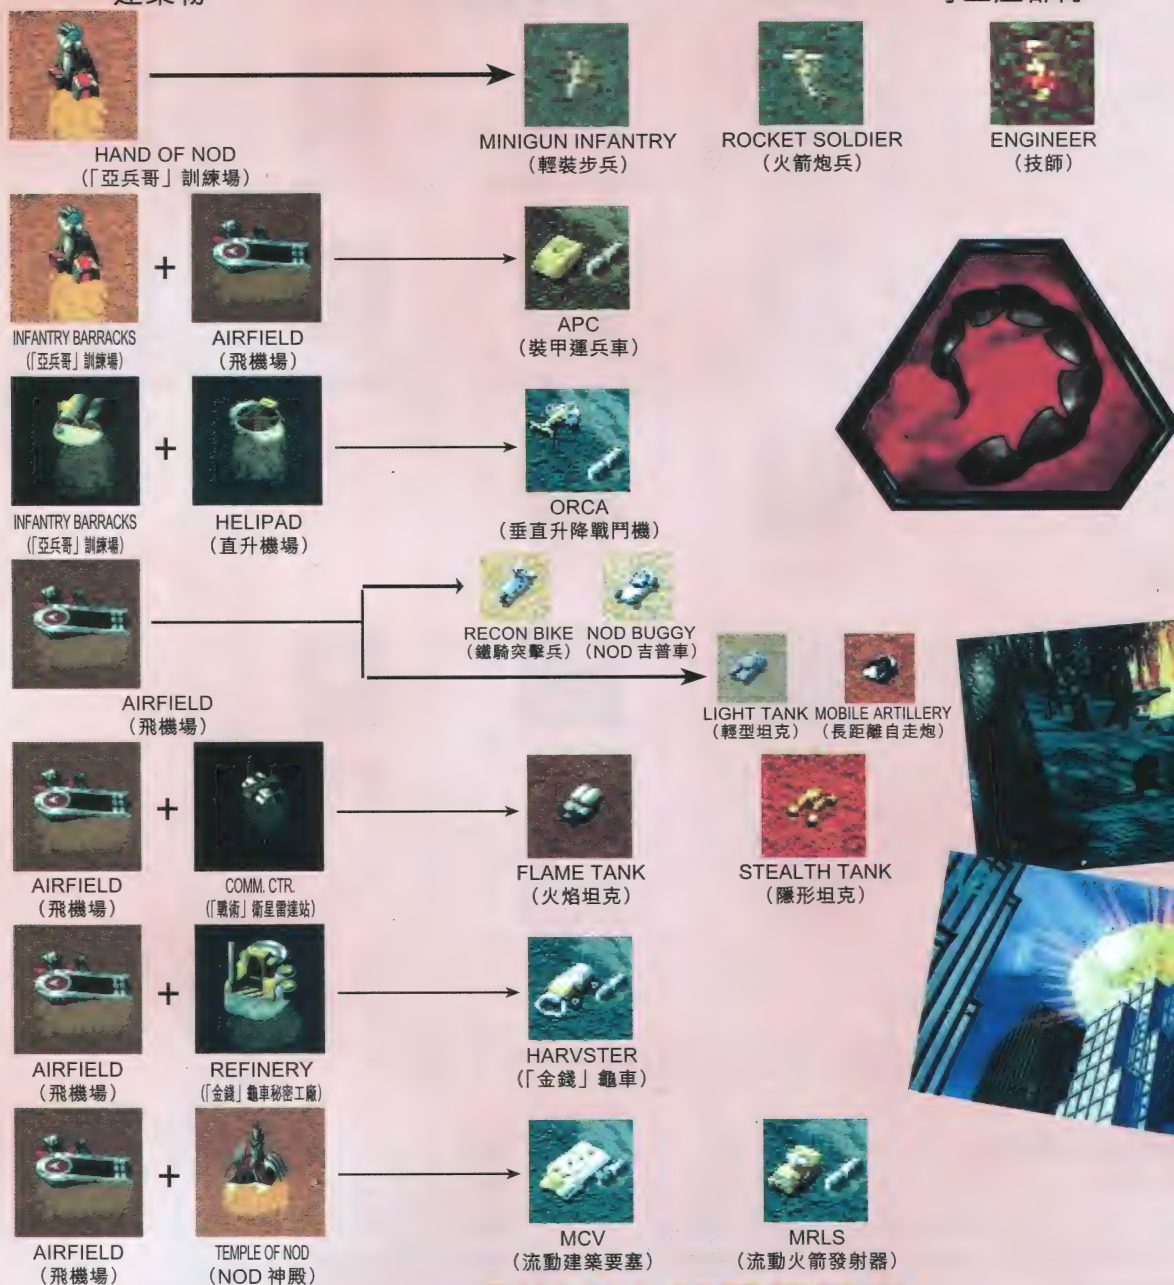 HAND OF NOD
(「亞兵哥」訓練場)
MINIGUN INFANTRY
(輕裝步兵)
ROCKET SOLDIER
(火箭炮兵)
ENGINEER
(技師)
INFANTRY BARRACKS
(「亞兵哥」訓練場)
+
AIRFIELD
(飛機場)
APC
(裝甲運兵車)
INFANTRY BARRACKS
(「亞兵哥」訓練場)
+
HELIPAD
(直升機場)
ORCA
(垂直升降戰鬥機)
AIRFIELD
(飛機場)
RECON BIKE
(鐵騎突擊兵)
NOD BUGGY
(NOD 吉普車)
LIGHT TANK
(輕型坦克)
MOBILE ARTILLERY
(長距離自走炮)
AIRFIELD
(飛機場)
+
COMM. CTR.
(「戰術」衛星雷達站)
FLAME TANK
(火焰坦克)
STEALTH TANK
(隱形坦克)
AIRFIELD
(飛機場)
+
REFINERY
(「金錢」龜車秘密工廠)
HARVSTER
(「金錢」龜車)
AIRFIELD
(飛機場)
+
TEMPLE OF NOD
(NOD 神殿)
MCV
(流動建築要塞)
MRLS
(流動火箭發射器)